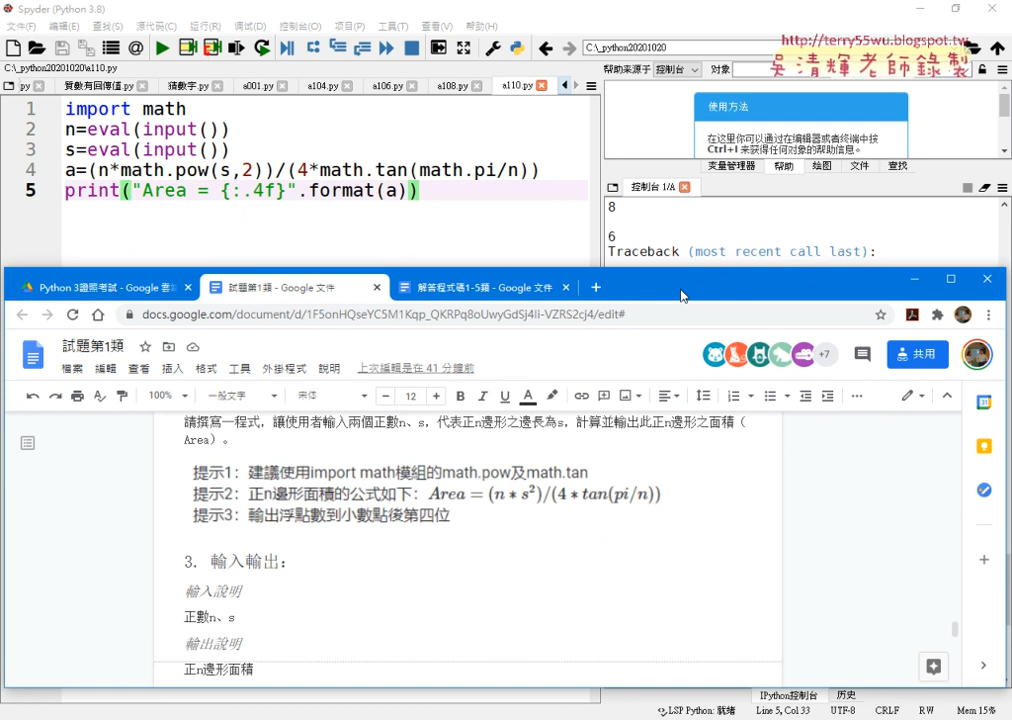 Spyder (Python 3.8)
文件(F) 编辑(E) 查找(S) 源代码(C) 运行(R) 调试(D) 控制台(O) 项目(P) 工具(T) 查看(V) 帮助(H)
C:\_python20201020
http://terry55wu.blogspot.tw
吳清輝老師錄製
C:\_python20201020\a110.py
帮助来源于 控制台 对象
py 質數有回傳值.py 猜數字.py a001.py a104.py a106.py a108.py a110.py
1 import math
2 n=eval(input())
3 s=eval(input())
4 a=(n*math.pow(s,2))/(4*math.tan(math.pi/n))
5 print("Area = {:.4f}".format(a))
使用方法
在这里你可以通过在编辑器或者终端中按
Ctrl+I 来获得任何对象的帮助信息。
变量管理器 帮助 绘图 文件 查找
控制台 1/A
8
6
Traceback (most recent call last):
Python 3證照考試 - Google 雲端 試題第1類 - Google 文件 解答程式碼1-5類 - Google 文件
docs.google.com/document/d/1F5onHQseYC5M1Kqp_QKRPq8oUwyGdSj4Ii-VZRS2cj4/edit#
試題第1類
+7 共用
檔案 編輯 查看 插入 格式 工具 外掛程式 說明 上次編輯是在 41 分鐘前
100% 一般文字 宋体 12 B I U A
請撰寫一程式，讓使用者輸入兩個正數n、s，代表正n邊形之邊長為s，計算並輸出此正n邊形之面積（
Area）。
提示1：建議使用import math模組的math.pow及math.tan
提示2：正n邊形面積的公式如下：Area = (n * s²)/(4 * tan(pi/n))
提示3：輸出浮點數到小數點後第四位
3. 輸入輸出：
輸入說明
正數n、s
輸出說明
正n邊形面積
IPython控制台 历史
LSP Python: 就绪 Line 5, Col 33 UTF-8 CRLF RW Mem 15%